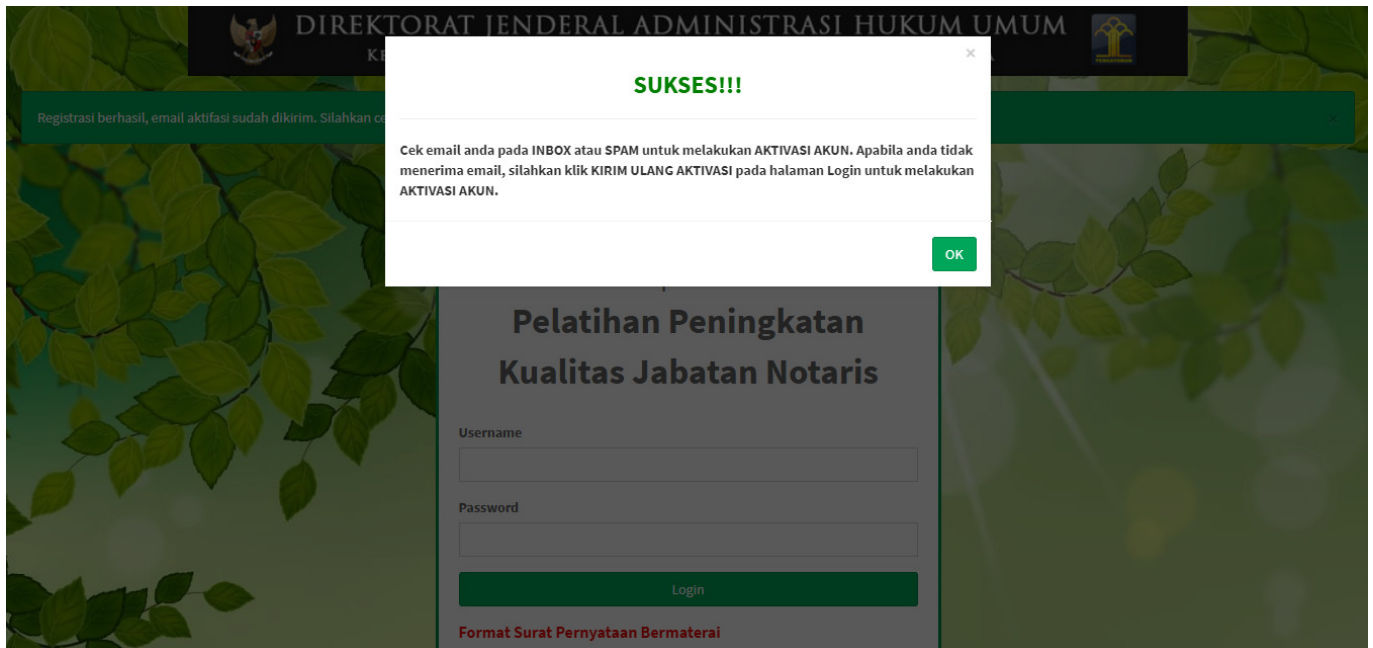 DIREKTORAT JENDERAL ADMINISTRASI HUKUM UMUM
×
SUKSES!!!
Registrasi berhasil, email aktifasi sudah dikirim. Silahkan
×
Cek email anda pada INBOX atau SPAM untuk melakukan AKTIVASI AKUN. Apabila anda tidak
menerima email, silahkan klik KIRIM ULANG AKTIVASI pada halaman Login untuk melakukan
AKTIVASI AKUN.
OK
Pelatihan Peningkatan
Kualitas Jabatan Notaris
Username
Password
Login
Format Surat Pernyataan Bermaterai